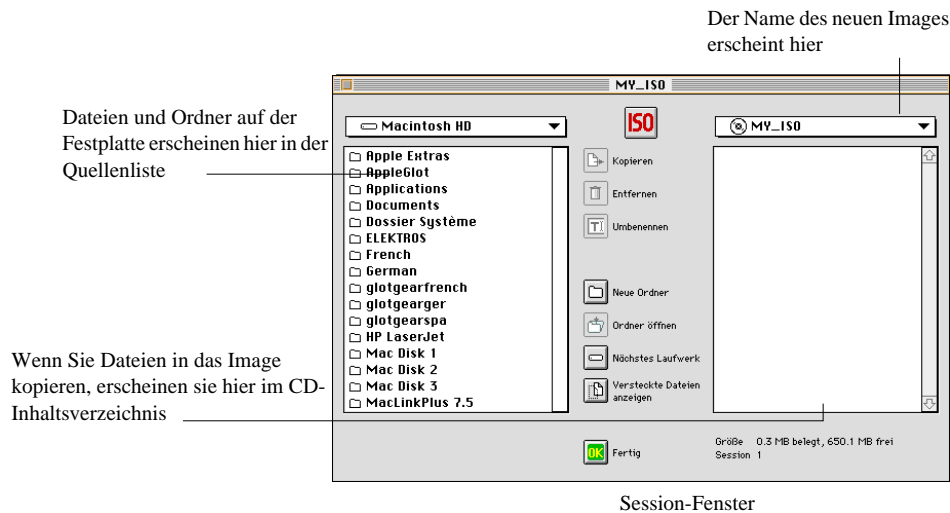 Der Name des neuen Images
erscheint hier
MY_ISO
Dateien und Ordner auf der
Festplatte erscheinen hier in der
Quellenliste
Macintosh HD
ISO
MY_ISO
Apple Extras
AppleGlot
Applications
Documents
Dossier Système
ELEKTROS
French
German
glotgearfrench
glotgearger
glotgearspa
HP LaserJet
Mac Disk 1
Mac Disk 2
Mac Disk 3
MacLinkPlus 7.5
Kopieren
Entfernen
Umbenennen
Neue Ordner
Ordner öffnen
Nächstes Laufwerk
Versteckte Dateien
anzeigen
Wenn Sie Dateien in das Image
kopieren, erscheinen sie hier im CD-
Inhaltsverzeichnis
OK Fertig
Größe 0.3 MB belegt, 650.1 MB frei
Session 1
Session-Fenster